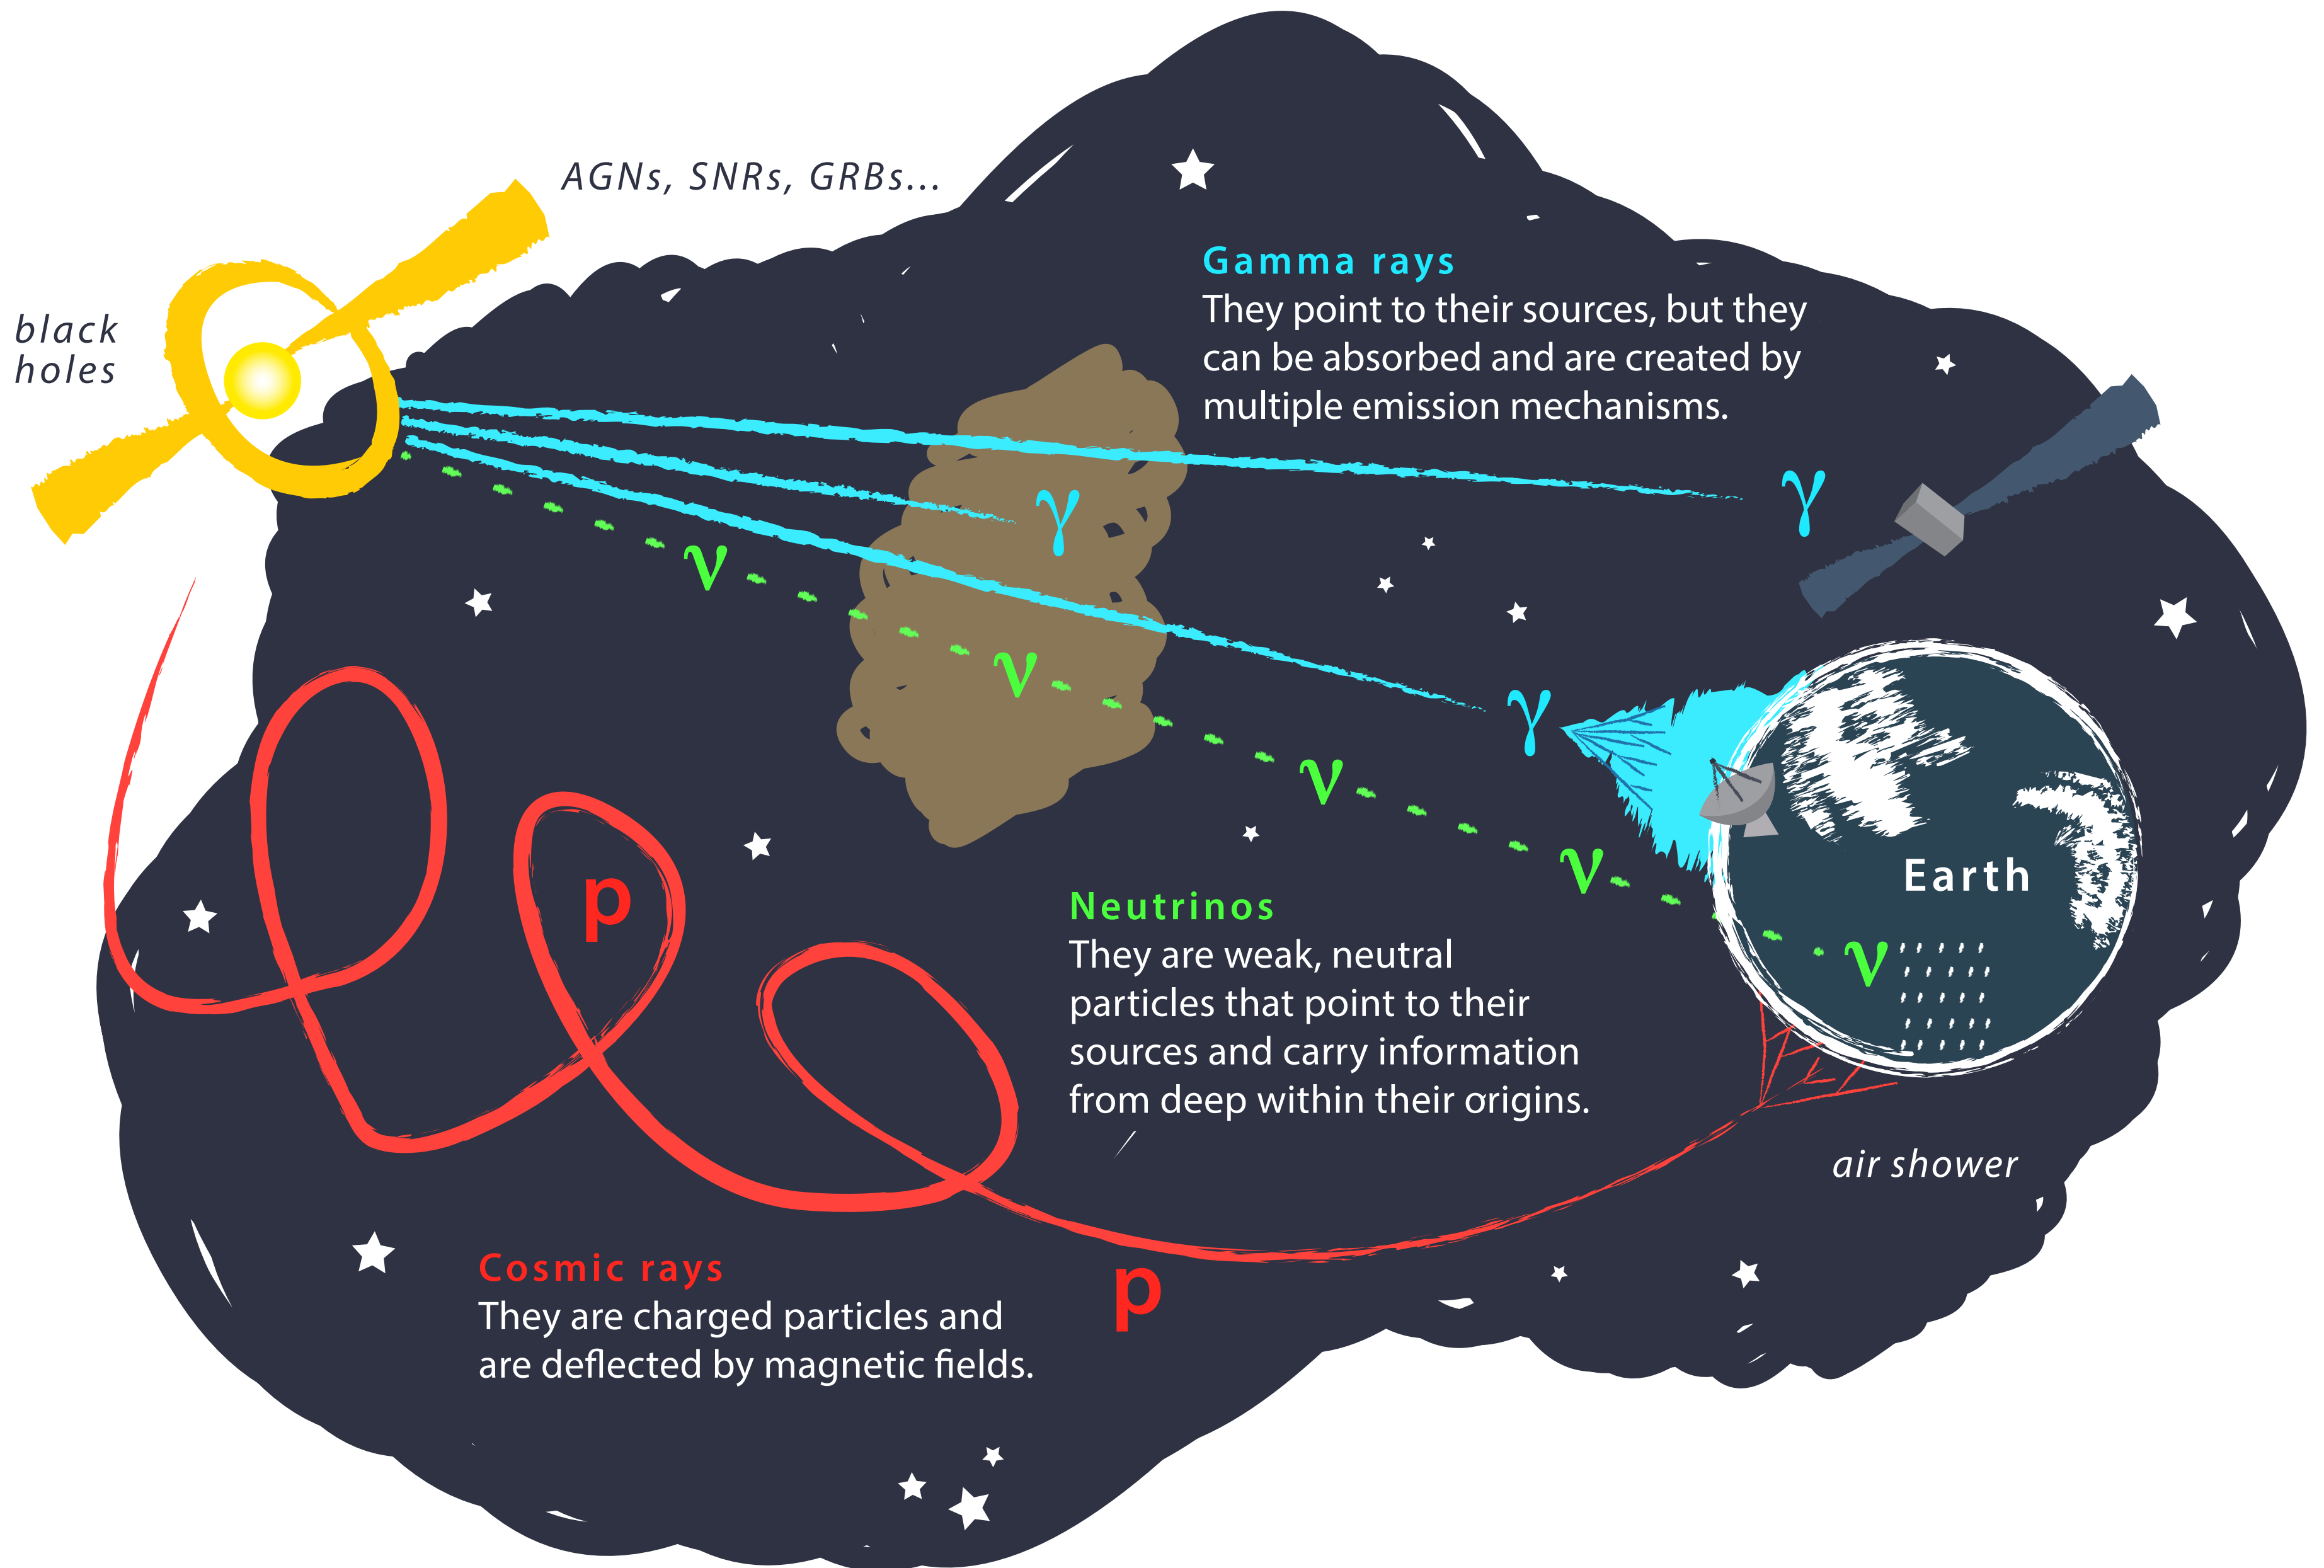 AGNs, SNRs, GRBs...
black
holes
Gamma rays
They point to their sources, but they
can be absorbed and are created by
multiple emission mechanisms.
γ
γ
ν
ν
γ
ν
ν
p
Earth
Neutrinos
They are weak, neutral
particles that point to their
sources and carry information
from deep within their origins.
ν
air shower
Cosmic rays
They are charged particles and
are deflected by magnetic fields.
p